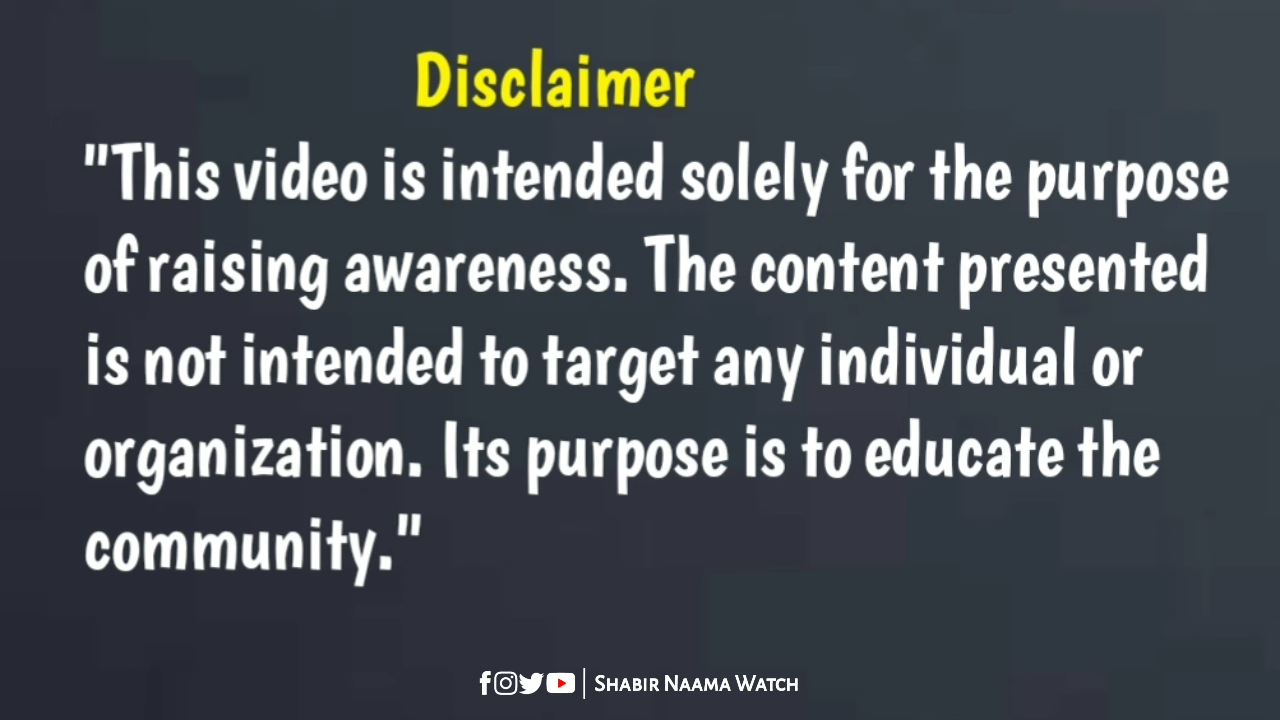 Disclaimer
"This video is intended solely for the purpose
of raising awareness. The content presented
is not intended to target any individual or
organization. Its purpose is to educate the
community."
Shabir Naama Watch